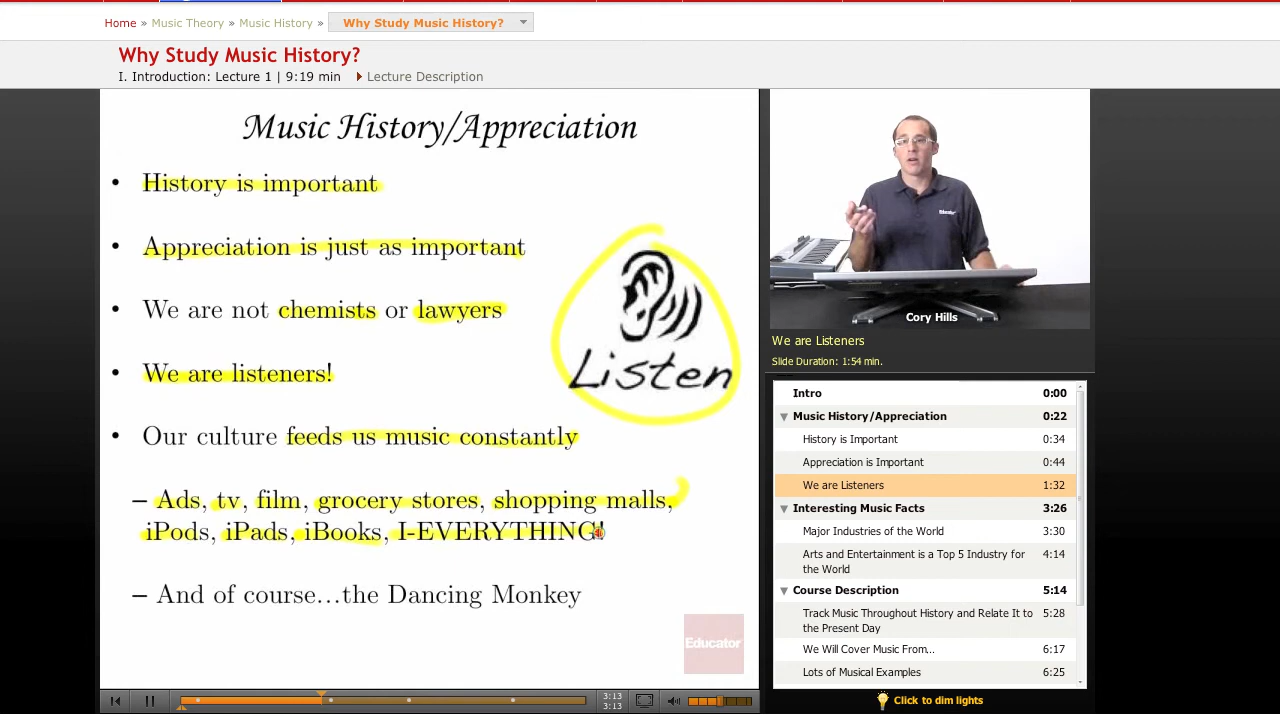 Home » Music Theory » Music History » Why Study Music History?
Why Study Music History?
I. Introduction: Lecture 1 | 9:19 min Lecture Description
Music History/Appreciation
• History is important
• Appreciation is just as important
• We are not chemists or lawyers
• We are listeners!
Listen
• Our culture feeds us music constantly
– Ads, tv, film, grocery stores, shopping malls,
iPods, iPads, iBooks, I-EVERYTHING!
– And of course...the Dancing Monkey
Educator
3:13
3:13
Cory Hills
We are Listeners
Slide Duration: 1:54 min.
Intro 0:00
Music History/Appreciation 0:22
History is Important 0:34
Appreciation is Important 0:44
We are Listeners 1:32
Interesting Music Facts 3:26
Major Industries of the World 3:30
Arts and Entertainment is a Top 5 Industry for 4:14
the World
Course Description 5:14
Track Music Throughout History and Relate It to 5:28
the Present Day
We Will Cover Music From... 6:17
Lots of Musical Examples 6:25
Click to dim lights